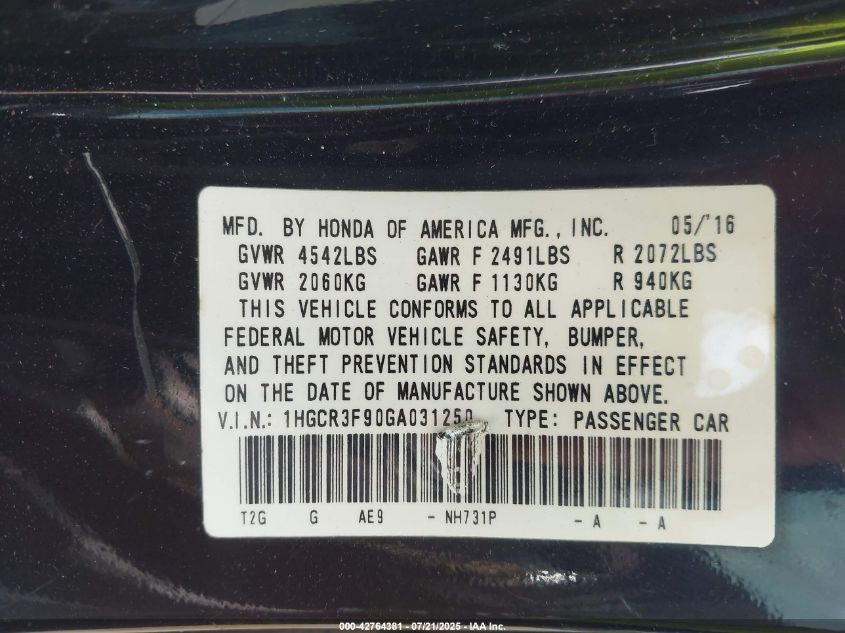 MFD. BY HONDA OF AMERICA MFG., INC. 05/'16
GVWR 4542LBS GAWR F 2491LBS R 2072LBS
GVWR 2060KG GAWR F 1130KG R 940KG
THIS VEHICLE CONFORMS TO ALL APPLICABLE
FEDERAL MOTOR VEHICLE SAFETY, BUMPER,
AND THEFT PREVENTION STANDARDS IN EFFECT
ON THE DATE OF MANUFACTURE SHOWN ABOVE.
V.I.N.: 1HGCR3F90GA031250 TYPE: PASSENGER CAR
T2G G AE9 - NH731P - A - A
000-42764381 - 07/21/2025 - IAA Inc.